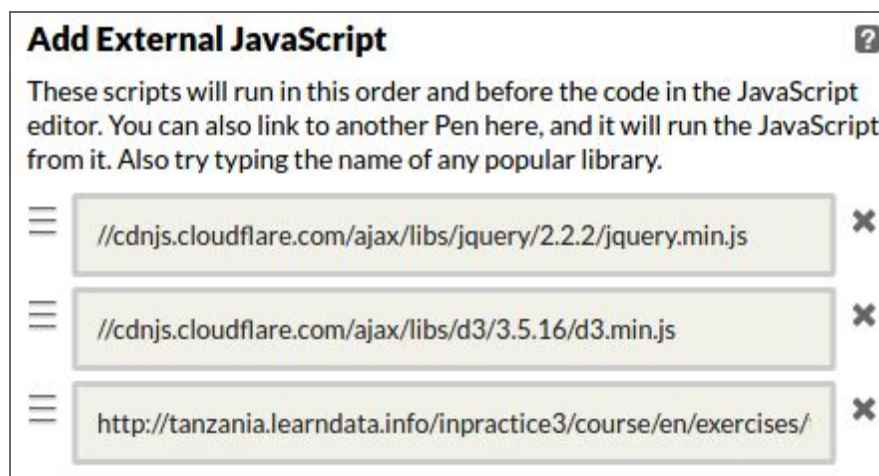 Add External JavaScript
?
These scripts will run in this order and before the code in the JavaScript
editor. You can also link to another Pen here, and it will run the JavaScript
from it. Also try typing the name of any popular library.
//cdnjs.cloudflare.com/ajax/libs/jquery/2.2.2/jquery.min.js
//cdnjs.cloudflare.com/ajax/libs/d3/3.5.16/d3.min.js
http://tanzania.learndata.info/inpractice3/course/en/exercises/